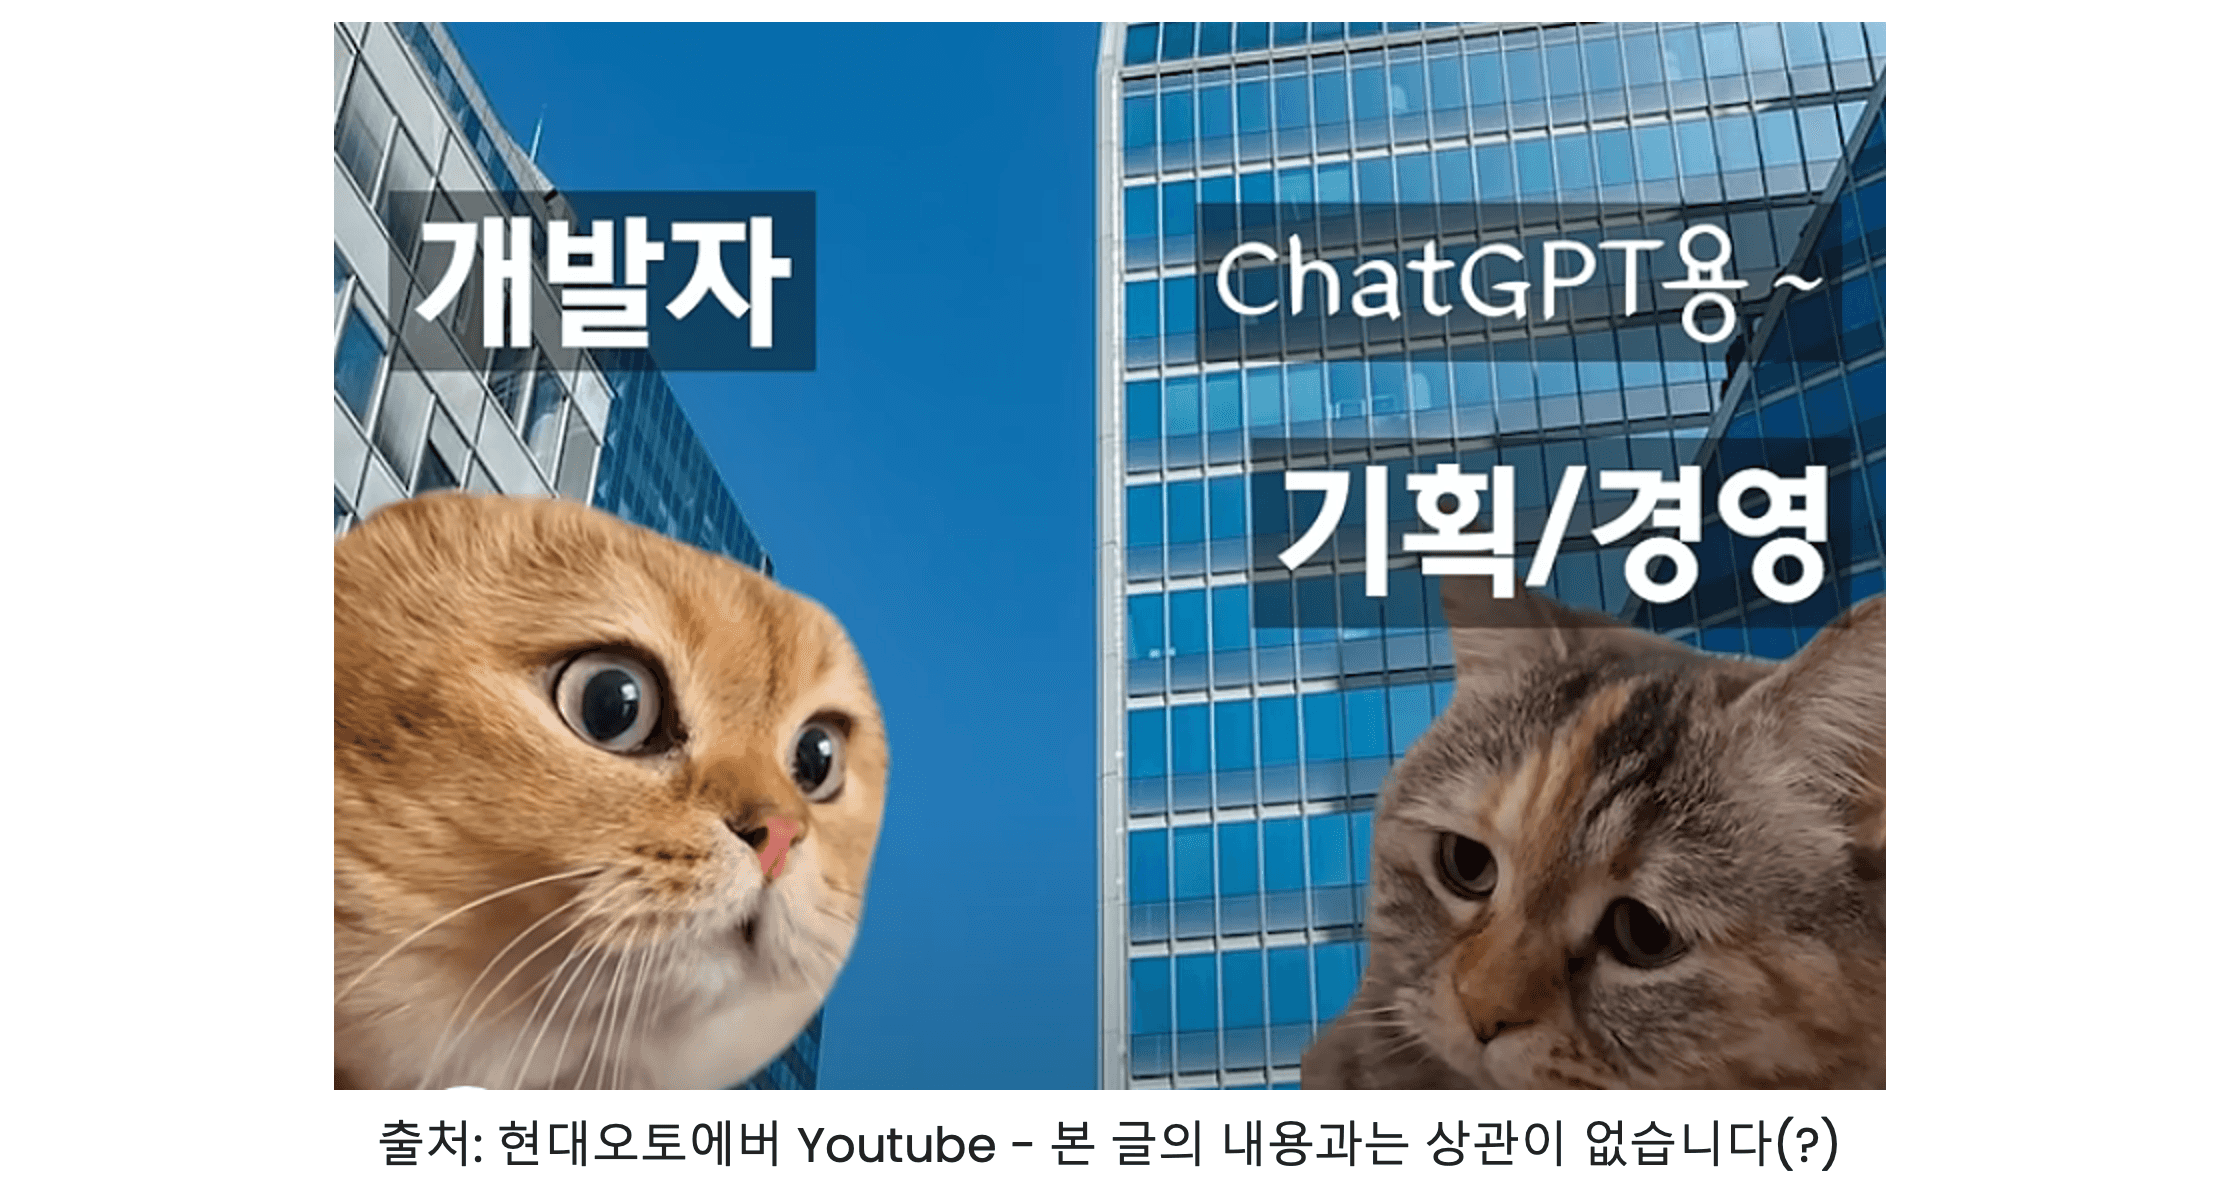 개발자
ChatGPT용~
기획/경영
출처: 현대오토에버 Youtube - 본 글의 내용과는 상관이 없습니다(?)